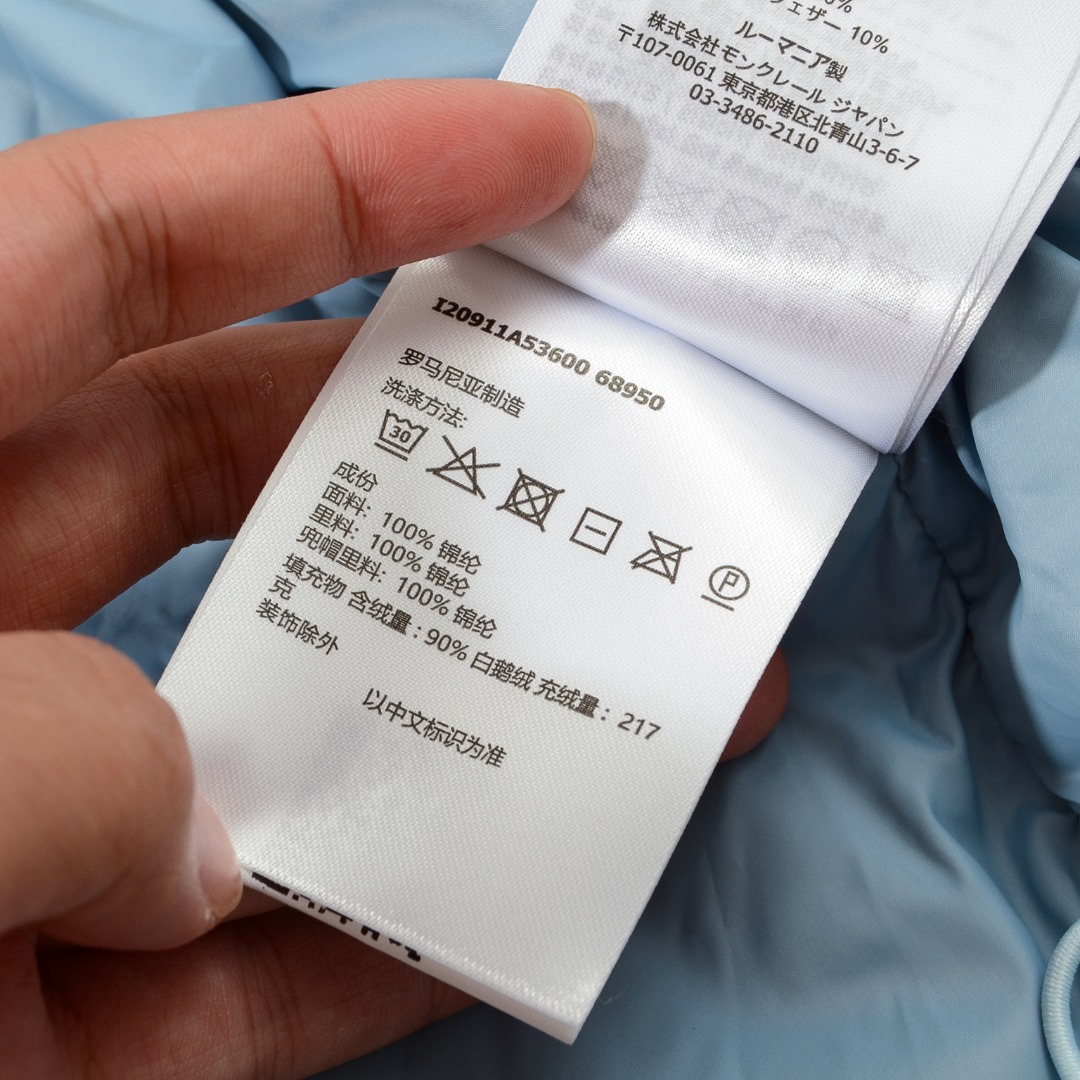 %
ェザー 10%
ルーマニア製
株式会社モンクレール ジャパン
〒107-0061 東京都港区北青山3-6-7
03-3486-2110
I20911A53600 68950
罗马尼亚制造
洗涤方法:
30
P
成份
面料: 100% 锦纶
里料: 100% 锦纶
兜帽里料: 100% 锦纶
填充物 含绒量: 90% 白鹅绒 充绒量: 217
克
装饰除外
以中文标识为准